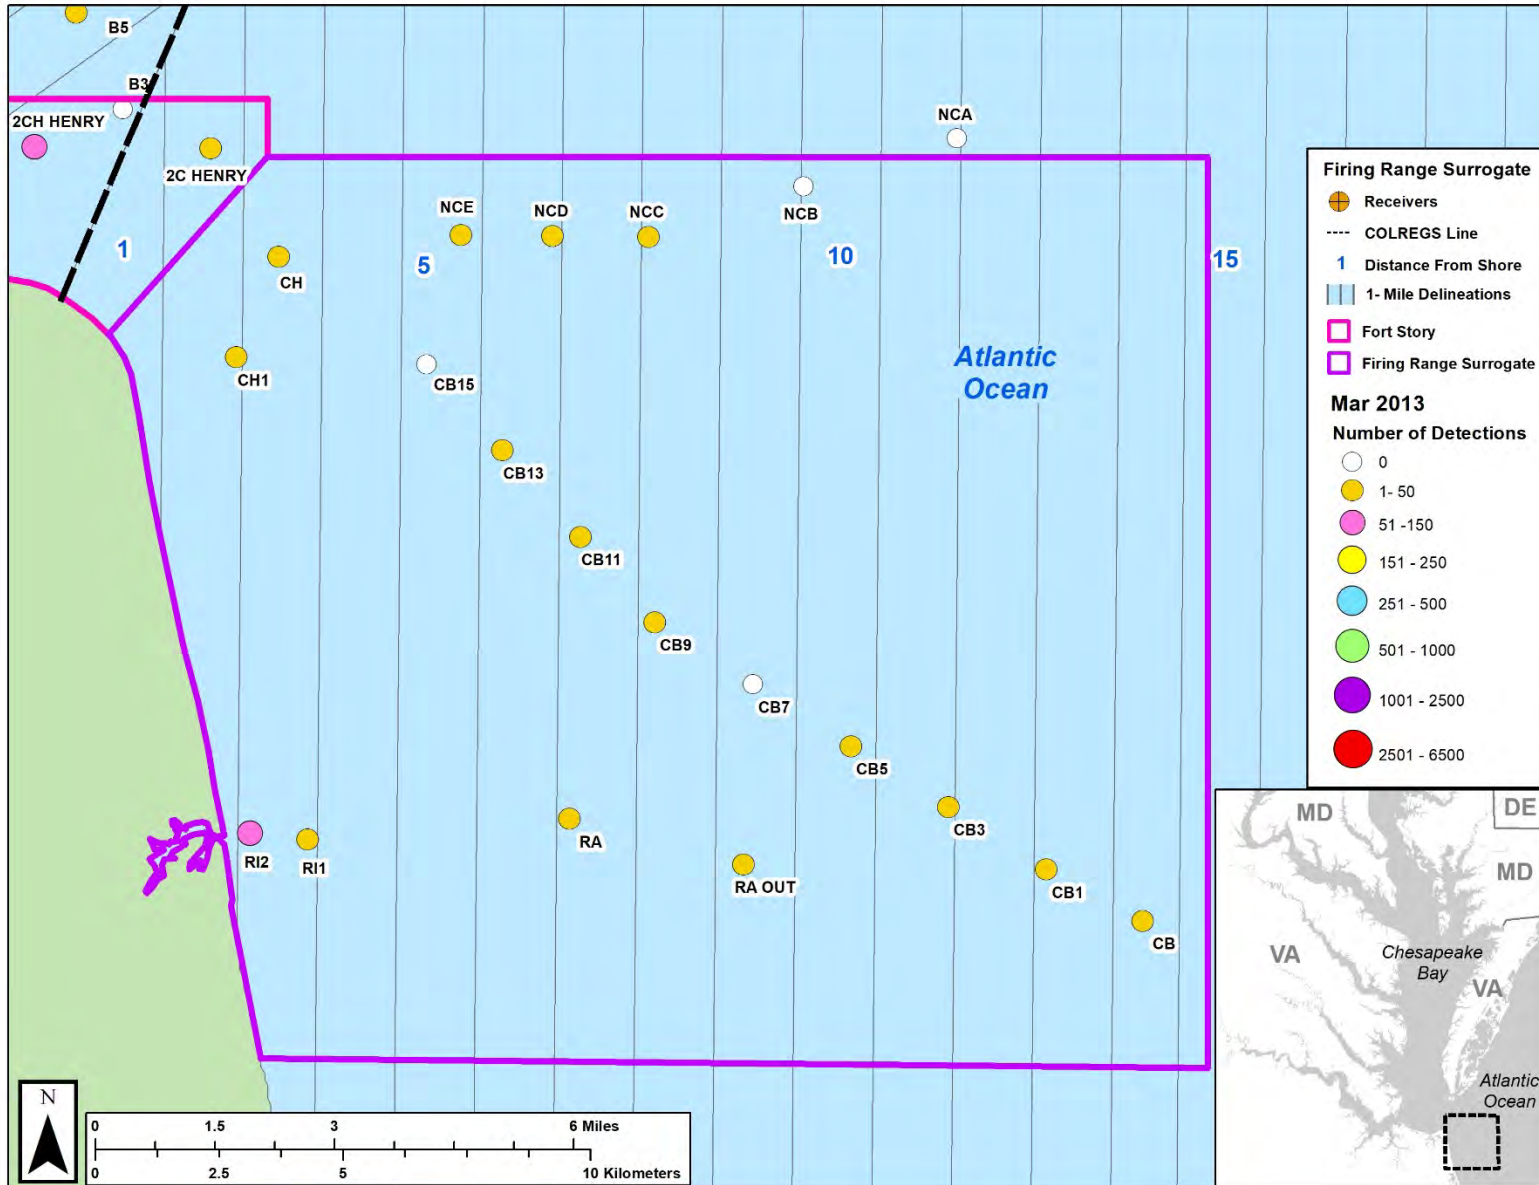 B5
B3
2CH HENRY
2C HENRY
1
NCA
NCB
NCE
NCD
NCC
CH
5
10
15
CH1
CB15
Atlantic
Ocean
CB13
CB11
CB9
CB7
CB5
CB3
RA
RI2
RI1
RA OUT
CB1
CB
Firing Range Surrogate
Receivers
COLREGS Line
1 Distance From Shore
1- Mile Delineations
Fort Story
Firing Range Surrogate
Mar 2013
Number of Detections
0
1- 50
51 -150
151 - 250
251 - 500
501 - 1000
1001 - 2500
2501 - 6500
N
0 1.5 3 6 Miles
0 2.5 5 10 Kilometers
MD
DE
MD
VA
Chesapeake
Bay
VA
Atlantic
Ocean